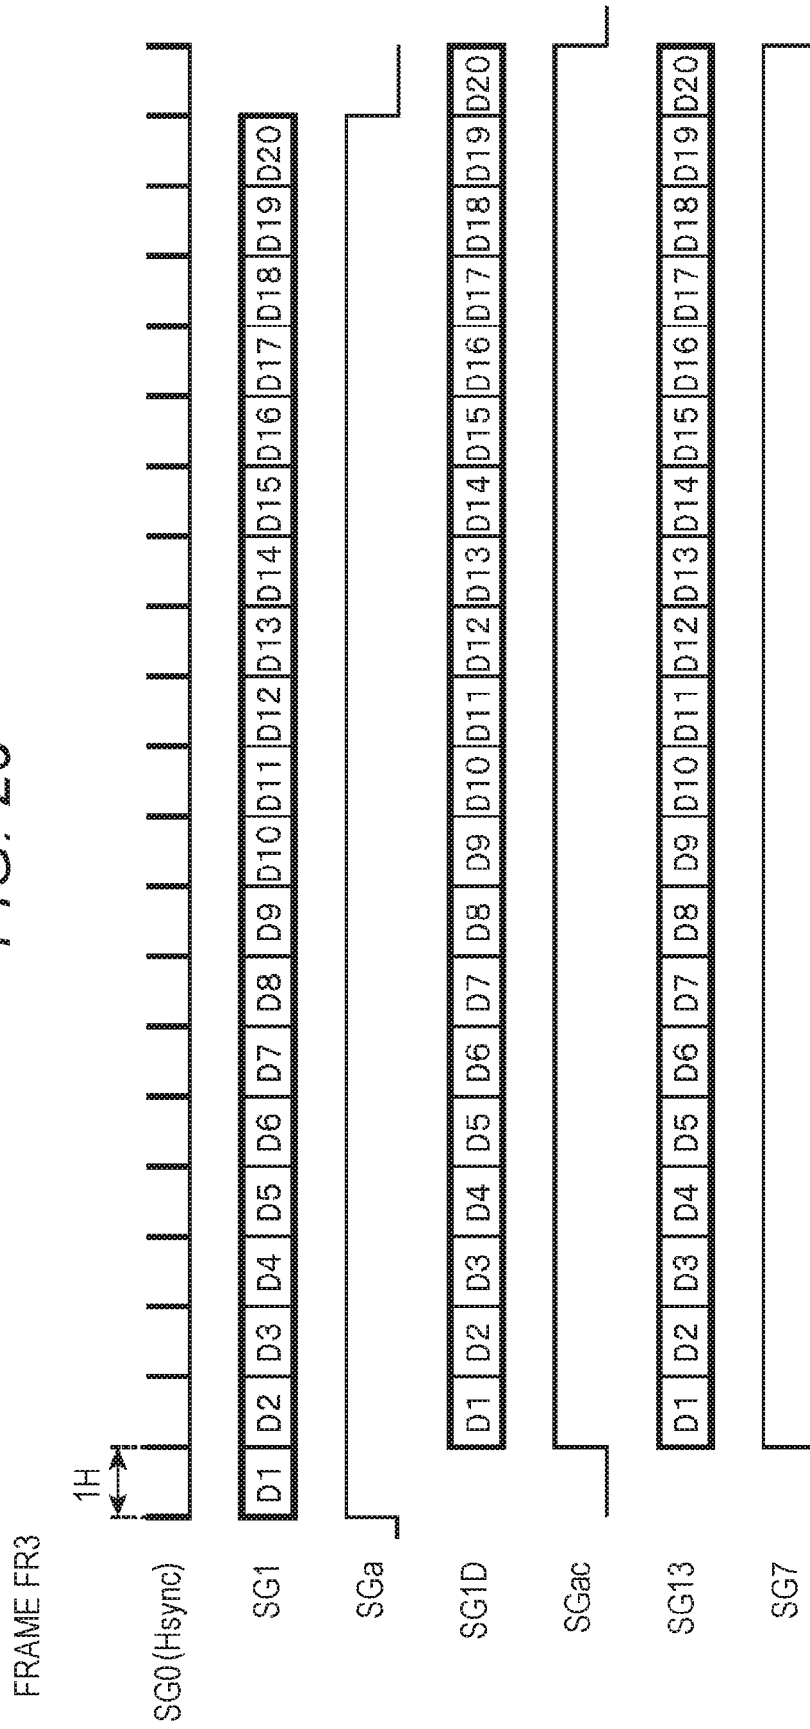 FIG.
FRAME FR3
1H
SG0(Hsync)
SG1 D1 D2 D3 D4 D5 D6 D7 D8 D9 D10 D11 D12 D13 D14 D15 D16 D17 D18 D19 D20
SGa
SG1D D1 D2 D3 D4 D5 D6 D7 D8 D9 D10 D11 D12 D13 D14 D15 D16 D17 D18 D19 D20
SGac
SG13 D1 D2 D3 D4 D5 D6 D7 D8 D9 D10 D11 D12 D13 D14 D15 D16 D17 D18 D19 D20
SG7